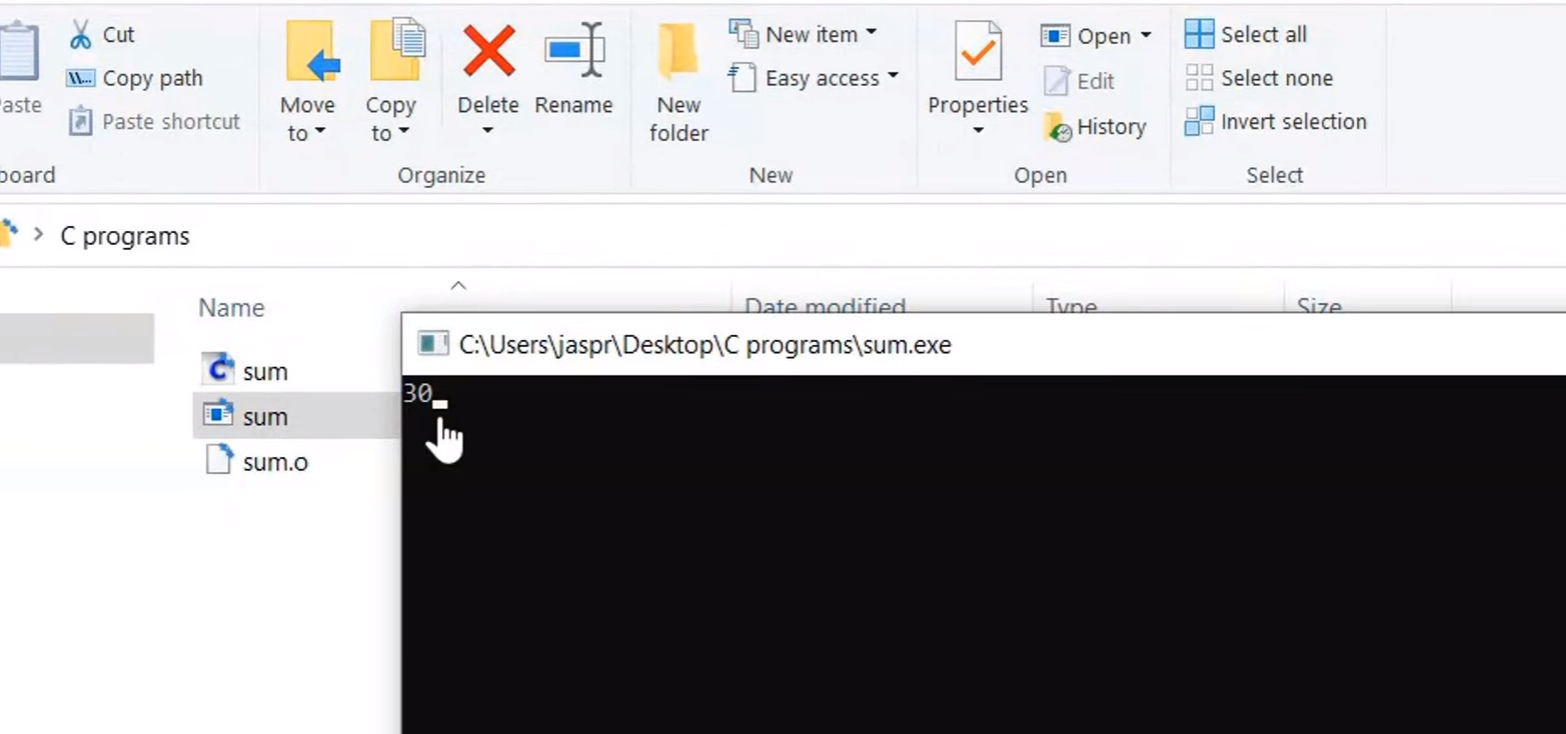 Cut
Copy path
aste
Paste shortcut
board
Move to
Copy to
Delete
Rename
Organize
New folder
New item
Easy access
New
Properties
Open
Edit
History
Open
Select all
Select none
Invert selection
Select
C programs
Name
Date modified
Type
Size
sum
sum
sum.o
C:\Users\jaspr\Desktop\C programs\sum.exe
30